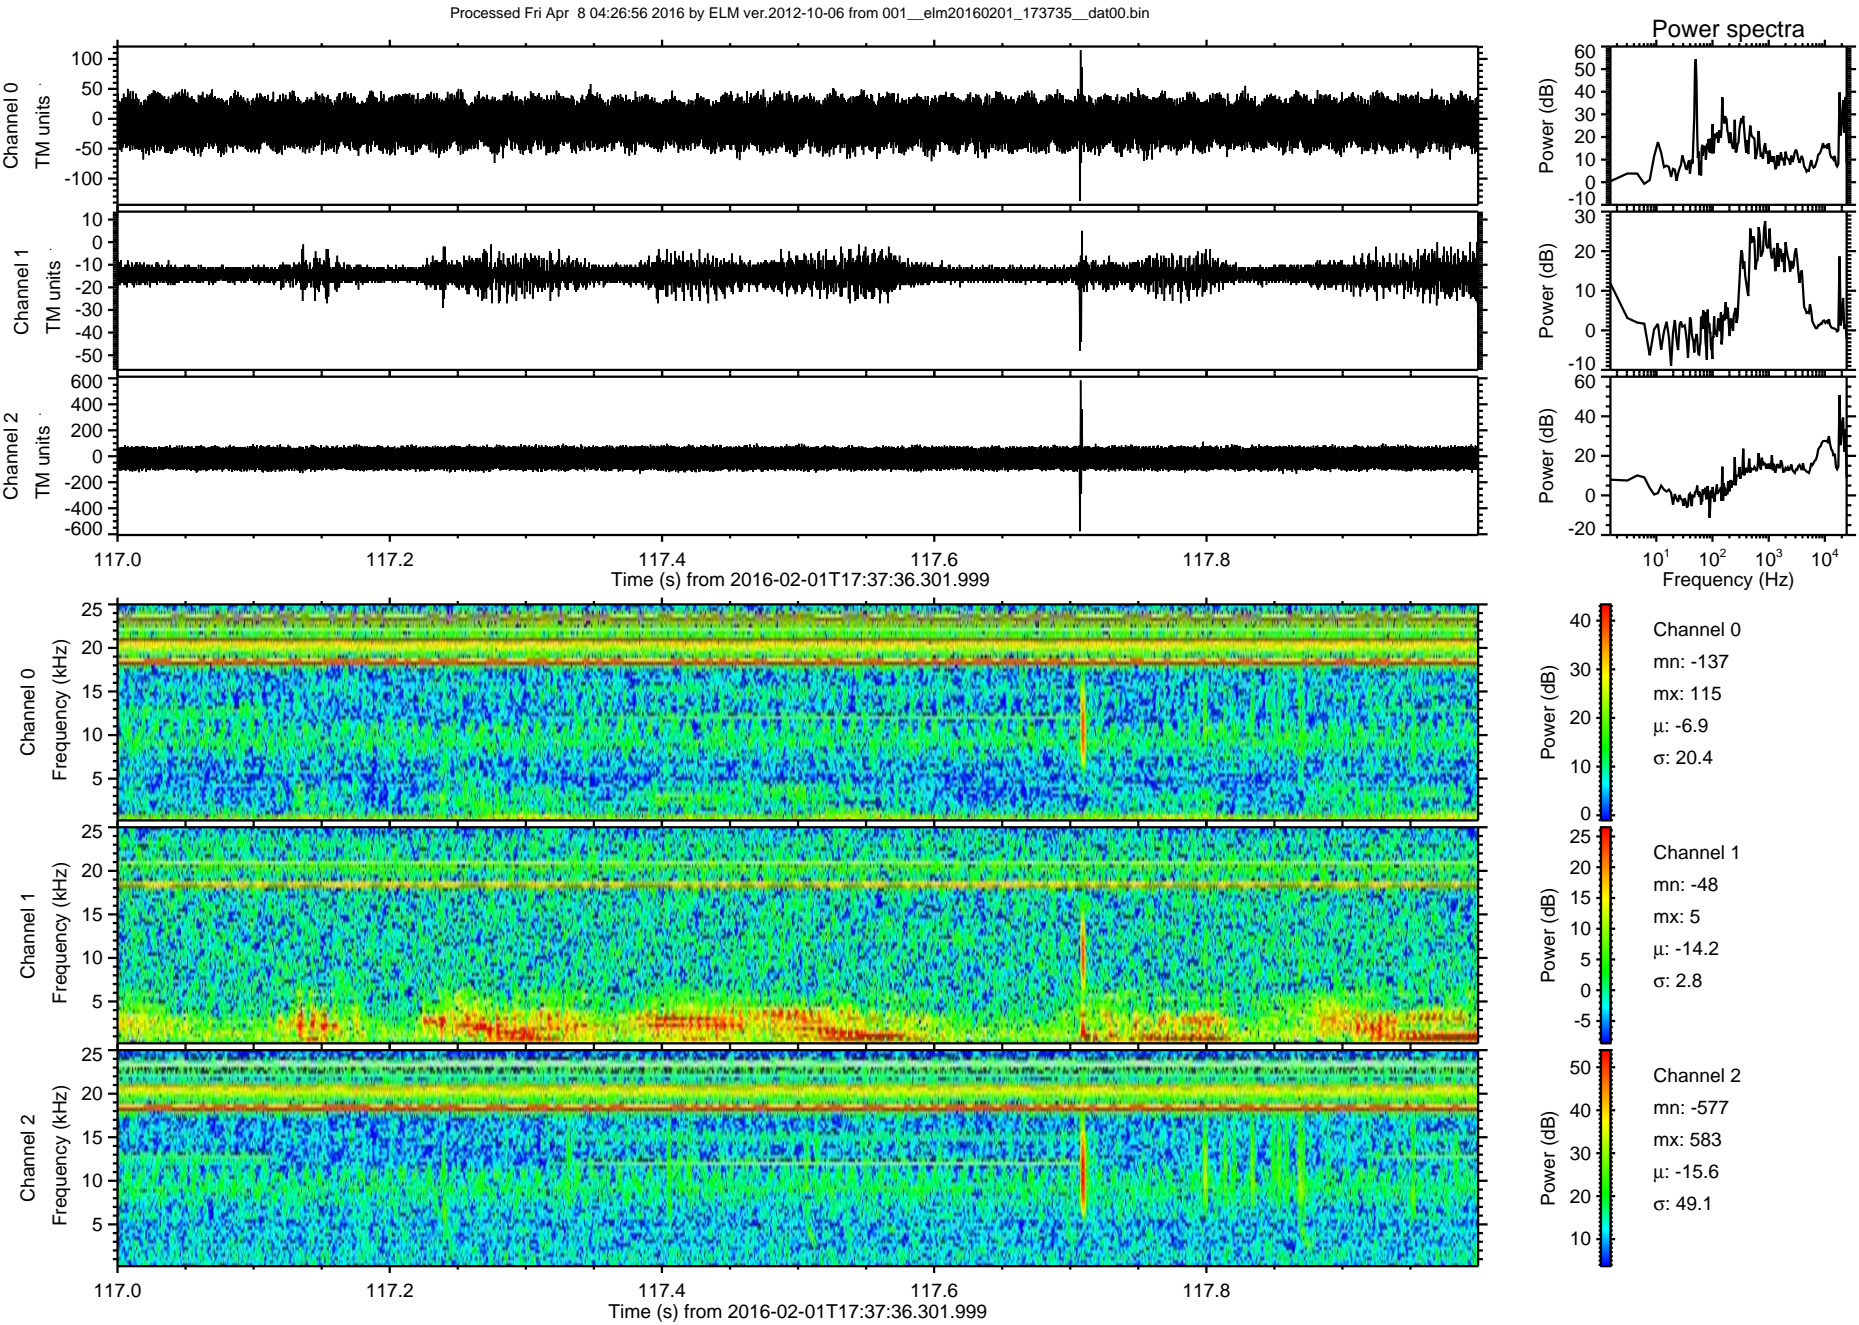 Processed Fri Apr  8 04:26:56 2016 by ELM ver.2012-10-06 from 001__elm20160201_173735__dat00.bin
Power spectra
Channel 0
TM units
100
50
0
-50
-100
Power (dB)
60
50
40
30
20
10
0
-10
Channel 1
TM units
10
0
-10
-20
-30
-40
-50
Power (dB)
30
20
10
0
-10
Channel 2
TM units
600
400
200
0
-200
-400
-600
Power (dB)
60
40
20
0
-20
117.0 117.2 117.4 117.6 117.8
Time (s) from 2016-02-01T17:37:36.301.999
10^1 10^2 10^3 10^4
Frequency (Hz)
Channel 0
Frequency (kHz)
25
20
15
10
5
Power (dB)
40
30
20
10
0
Channel 0
mn: -137
mx: 115
µ: -6.9
σ: 20.4
Channel 1
Frequency (kHz)
25
20
15
10
5
Power (dB)
25
20
15
10
5
0
-5
Channel 1
mn: -48
mx: 5
µ: -14.2
σ: 2.8
Channel 2
Frequency (kHz)
25
20
15
10
5
Power (dB)
50
40
30
20
10
Channel 2
mn: -577
mx: 583
µ: -15.6
σ: 49.1
117.0 117.2 117.4 117.6 117.8
Time (s) from 2016-02-01T17:37:36.301.999